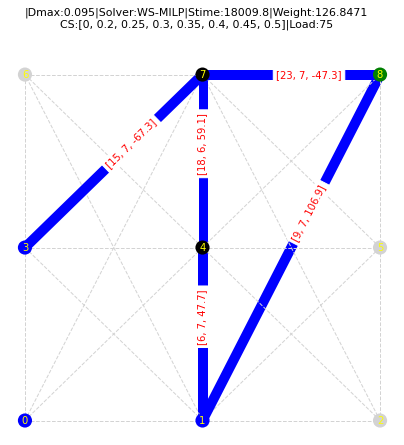 |Dmax:0.095|Solver:WS-MILP|Stime:18009.8|Weight:126.8471
CS:[0, 0.2, 0.25, 0.3, 0.35, 0.4, 0.45, 0.5]|Load:75
7
8
[23, 7, -47.3]
[15, 7, -67.3]
[18, 6, 59.1]
[9, 7, 106.9]
3
4
[6, 7, 47.7]
0
1